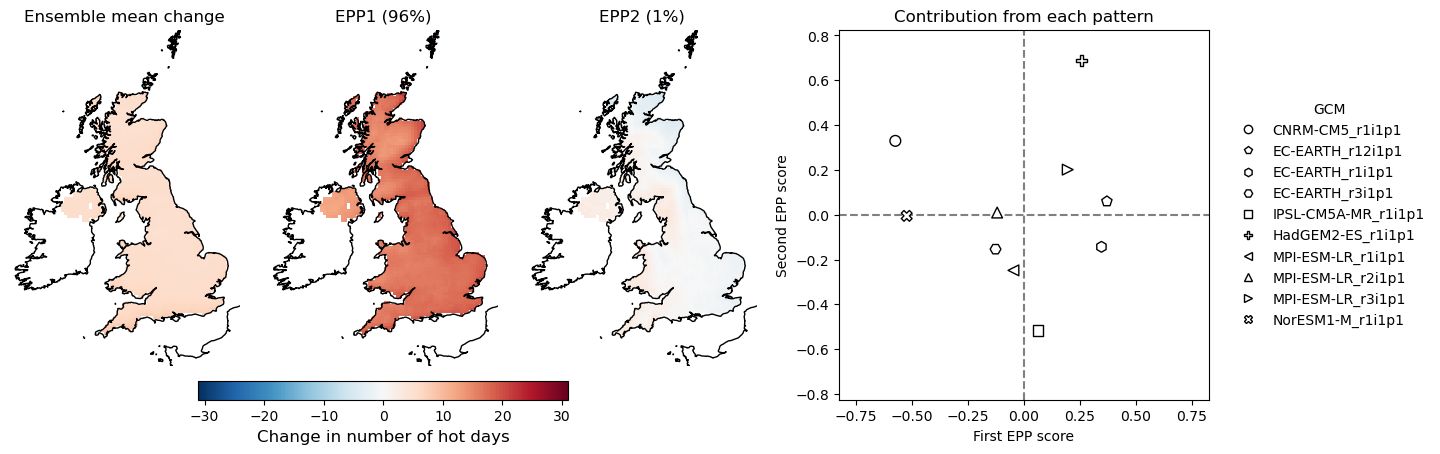 Ensemble mean change
EPP1 (96%)
EPP2 (1%)
−30
−20
−10
0
10
20
30
Change in number of hot days
Contribution from each pattern
0.8
0.6
0.4
0.2
0.0
−0.2
−0.4
−0.6
−0.8
Second EPP score
−0.75
−0.50
−0.25
0.00
0.25
0.50
0.75
First EPP score
GCM
CNRM-CM5_r1i1p1
EC-EARTH_r12i1p1
EC-EARTH_r1i1p1
EC-EARTH_r3i1p1
IPSL-CM5A-MR_r1i1p1
HadGEM2-ES_r1i1p1
MPI-ESM-LR_r1i1p1
MPI-ESM-LR_r2i1p1
MPI-ESM-LR_r3i1p1
NorESM1-M_r1i1p1